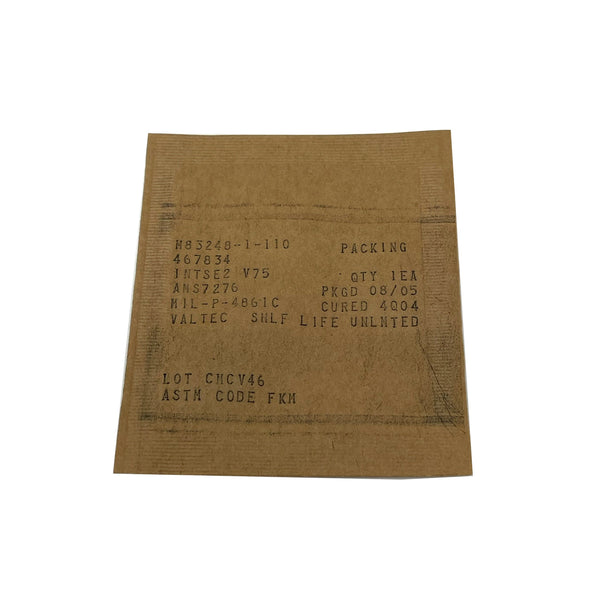 M83248-1-110 PACKING
467834
INTSE2 V75 QTY 1EA
AMS7276 PKGD 08/05
MIL-P-4861C CURED 4Q04
VALTEC SHLF LIFE UNLMTED
LOT CMCV46
ASTM CODE FKM